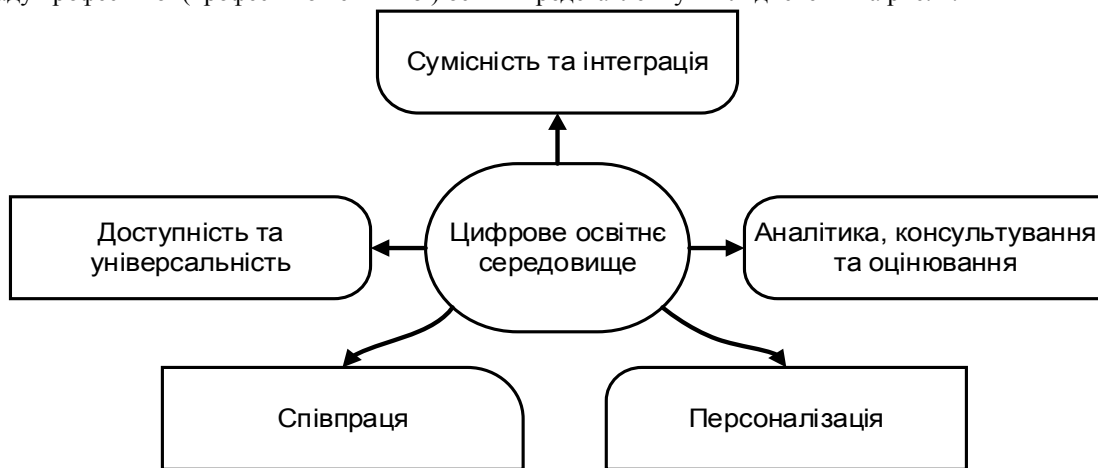 Сумісність та інтеграція
Доступність та
універсальність
Цифрове освітнє
середовище
Аналітика, консультування
та оцінювання
Співпраця
Персоналізація